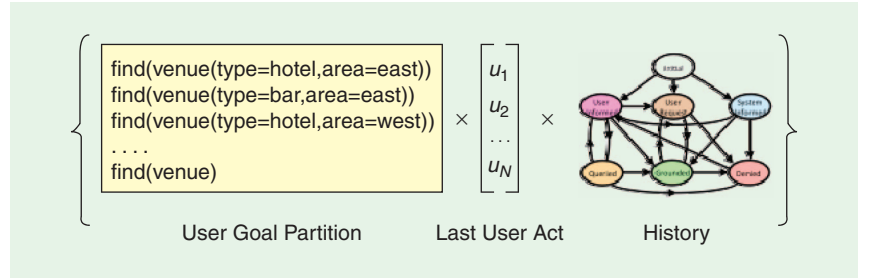 find(venue(type=hotel,area=east))
find(venue(type=bar,area=east))
find(venue(type=hotel,area=west))
. . . .
find(venue)
×
u1
u2
...
uN
×
Initial
User Informed
User Request
System Informed
Queried
Grounded
Denied
User Goal Partition
Last User Act
History